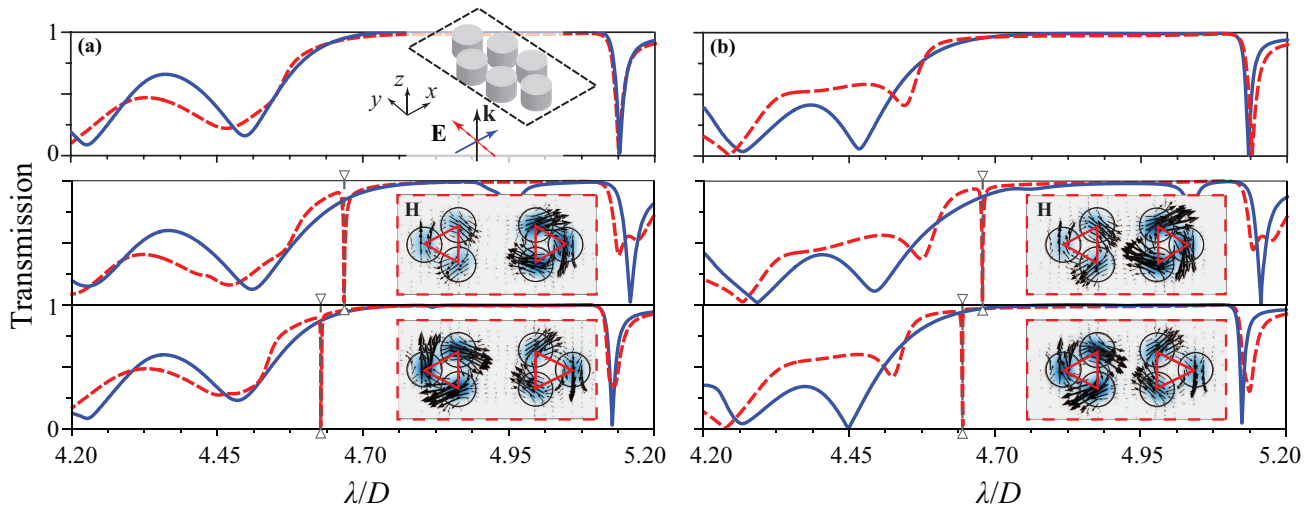 (a)
(b)
1
0
z
y
x
k
E
H
H
1
0
Transmission
4.20
4.45
4.70
4.95
5.20
4.20
4.45
4.70
4.95
5.20
λ/D
λ/D